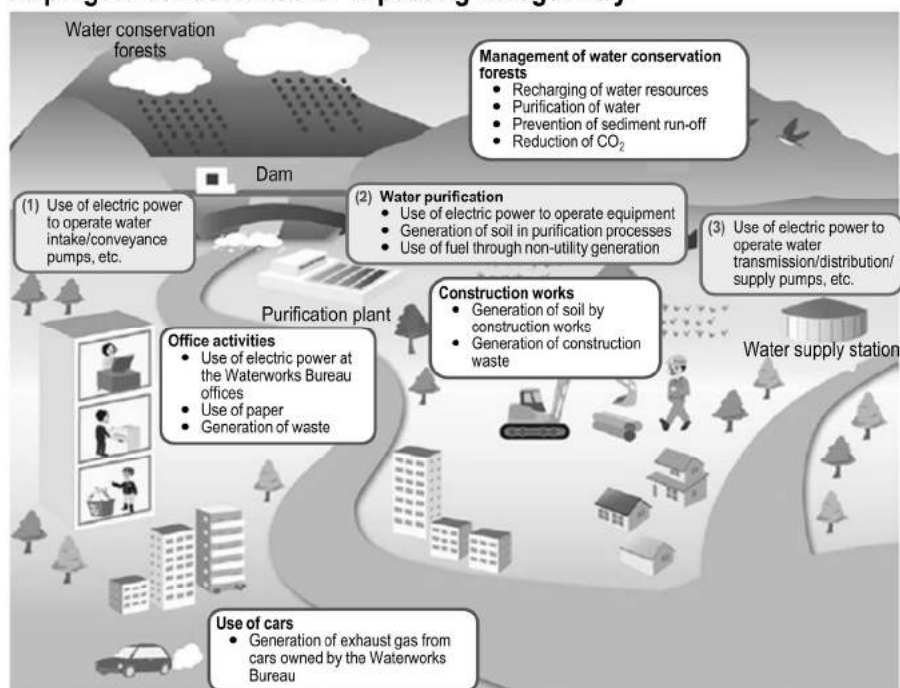 Water conservation
forests
Management of water conservation
forests
• Recharging of water resources
• Purification of water
• Prevention of sediment run-off
• Reduction of CO₂
Dam
(1) Use of electric power
to operate water
intake/conveyance
pumps, etc.
(2) Water purification
• Use of electric power to operate equipment
• Generation of soil in purification processes
• Use of fuel through non-utility generation
(3) Use of electric power to
operate water
transmission/distribution/
supply pumps, etc.
Purification plant
Construction works
• Generation of soil by
construction works
• Generation of construction
waste
Water supply station
Office activities
• Use of electric power at
the Waterworks Bureau
offices
• Use of paper
• Generation of waste
Use of cars
• Generation of exhaust gas from
cars owned by the Waterworks
Bureau